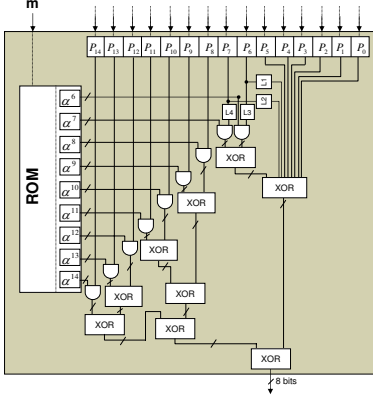 m
P14 P13 P12 P11 P10 P9 P8 P7 P6 P5 P4 P3 P2 P1 P0
L1
L2
L4 L3
ROM
α6
α7
α8
α9
α10
α11
α12
α13
α14
XOR
XOR
XOR
XOR
XOR
XOR
XOR
XOR
XOR
8 bits